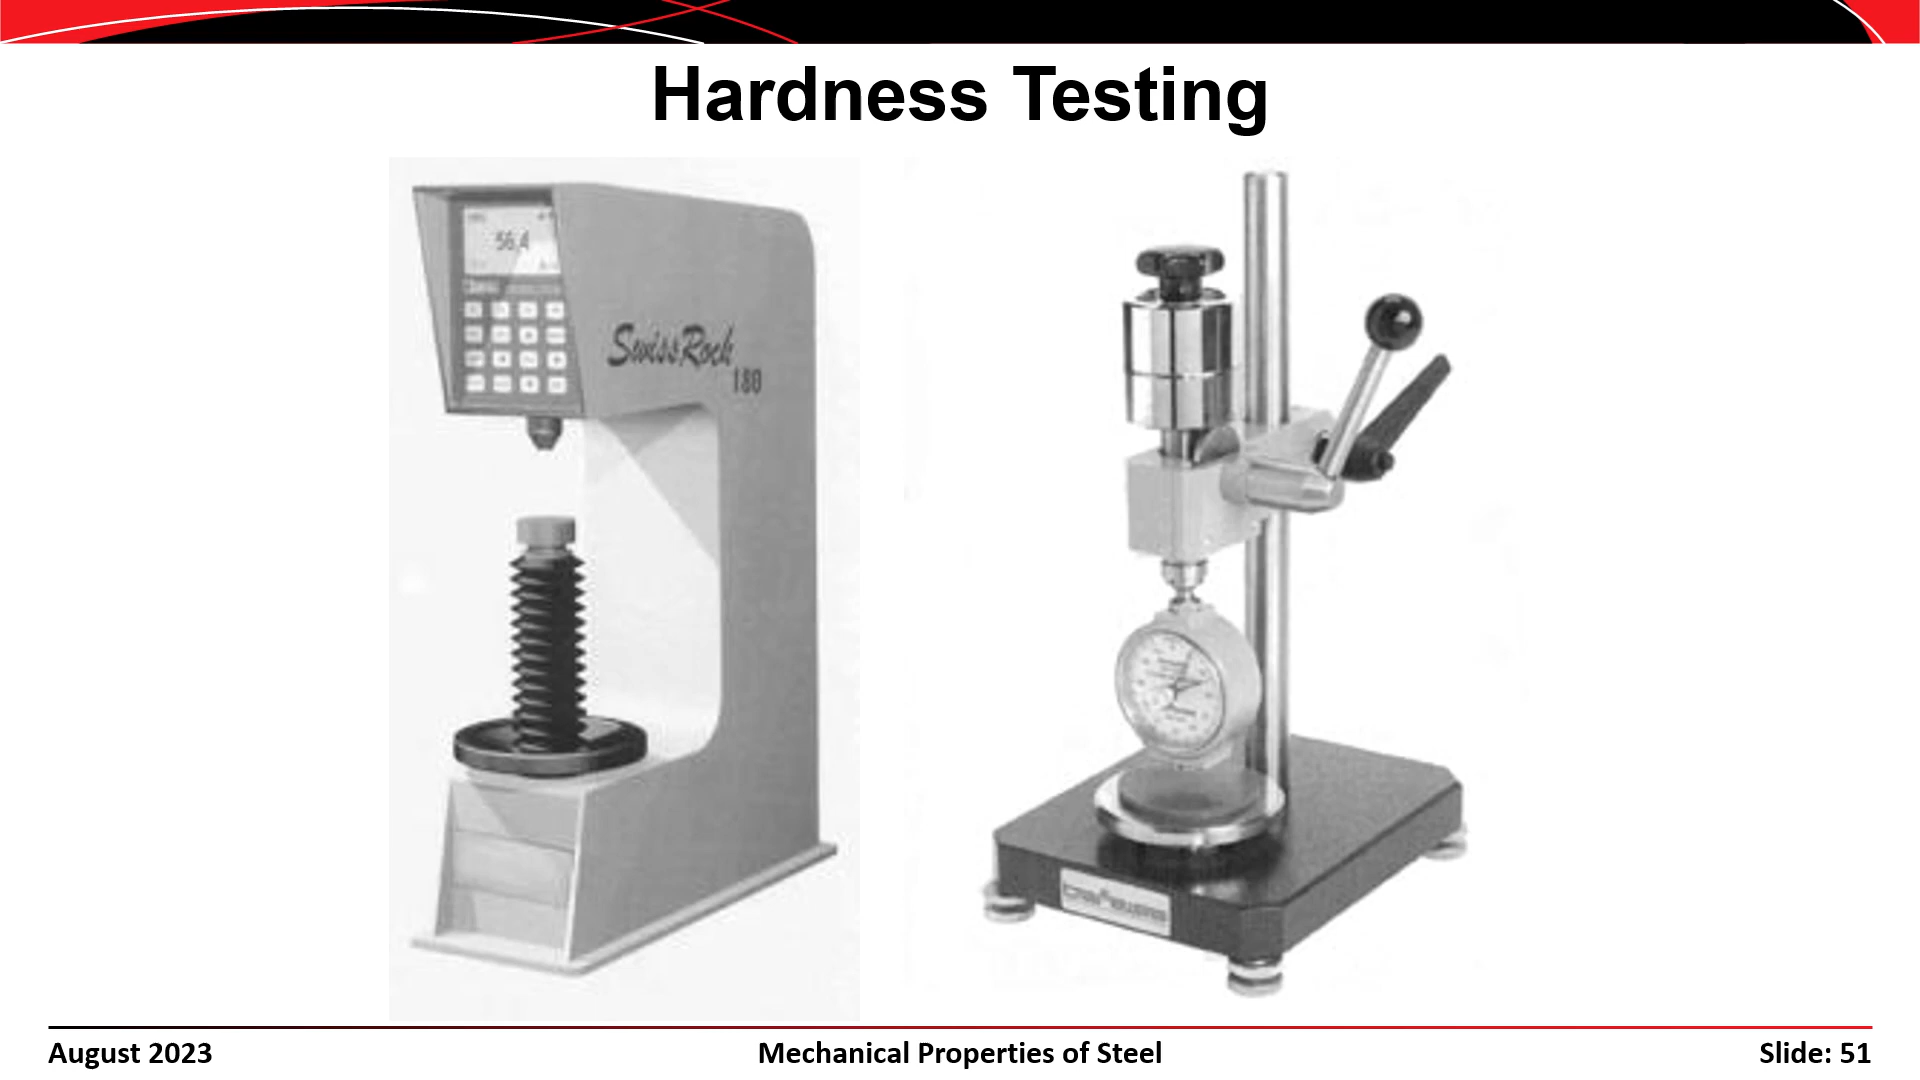 Hardness Testing
56,4
SwissRock
180
August 2023
Mechanical Properties of Steel
Slide: 51